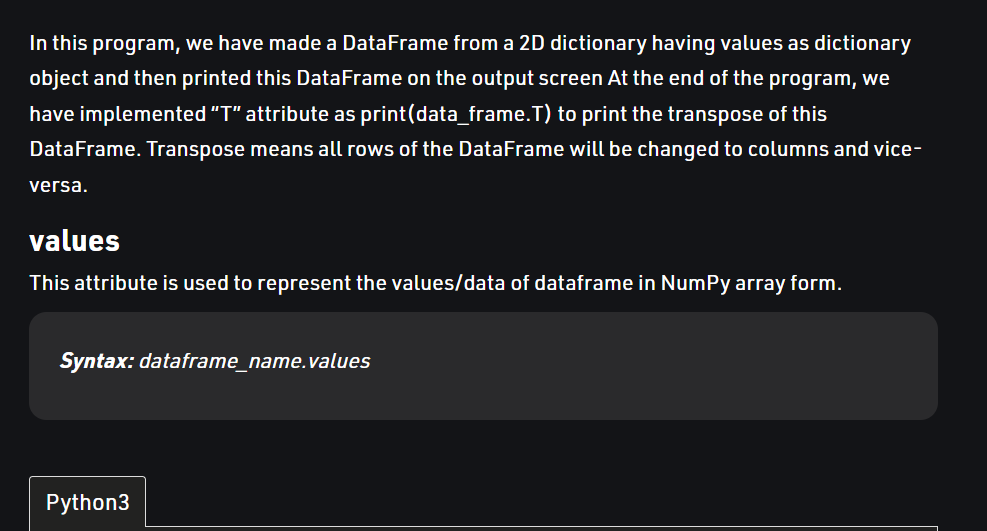 In this program, we have made a DataFrame from a 2D dictionary having values as dictionary
object and then printed this DataFrame on the output screen At the end of the program, we
have implemented “T” attribute as print(data_frame.T) to print the transpose of this
DataFrame. Transpose means all rows of the DataFrame will be changed to columns and vice-
versa.
values
This attribute is used to represent the values/data of dataframe in NumPy array form.
Syntax: dataframe_name.values
Python3